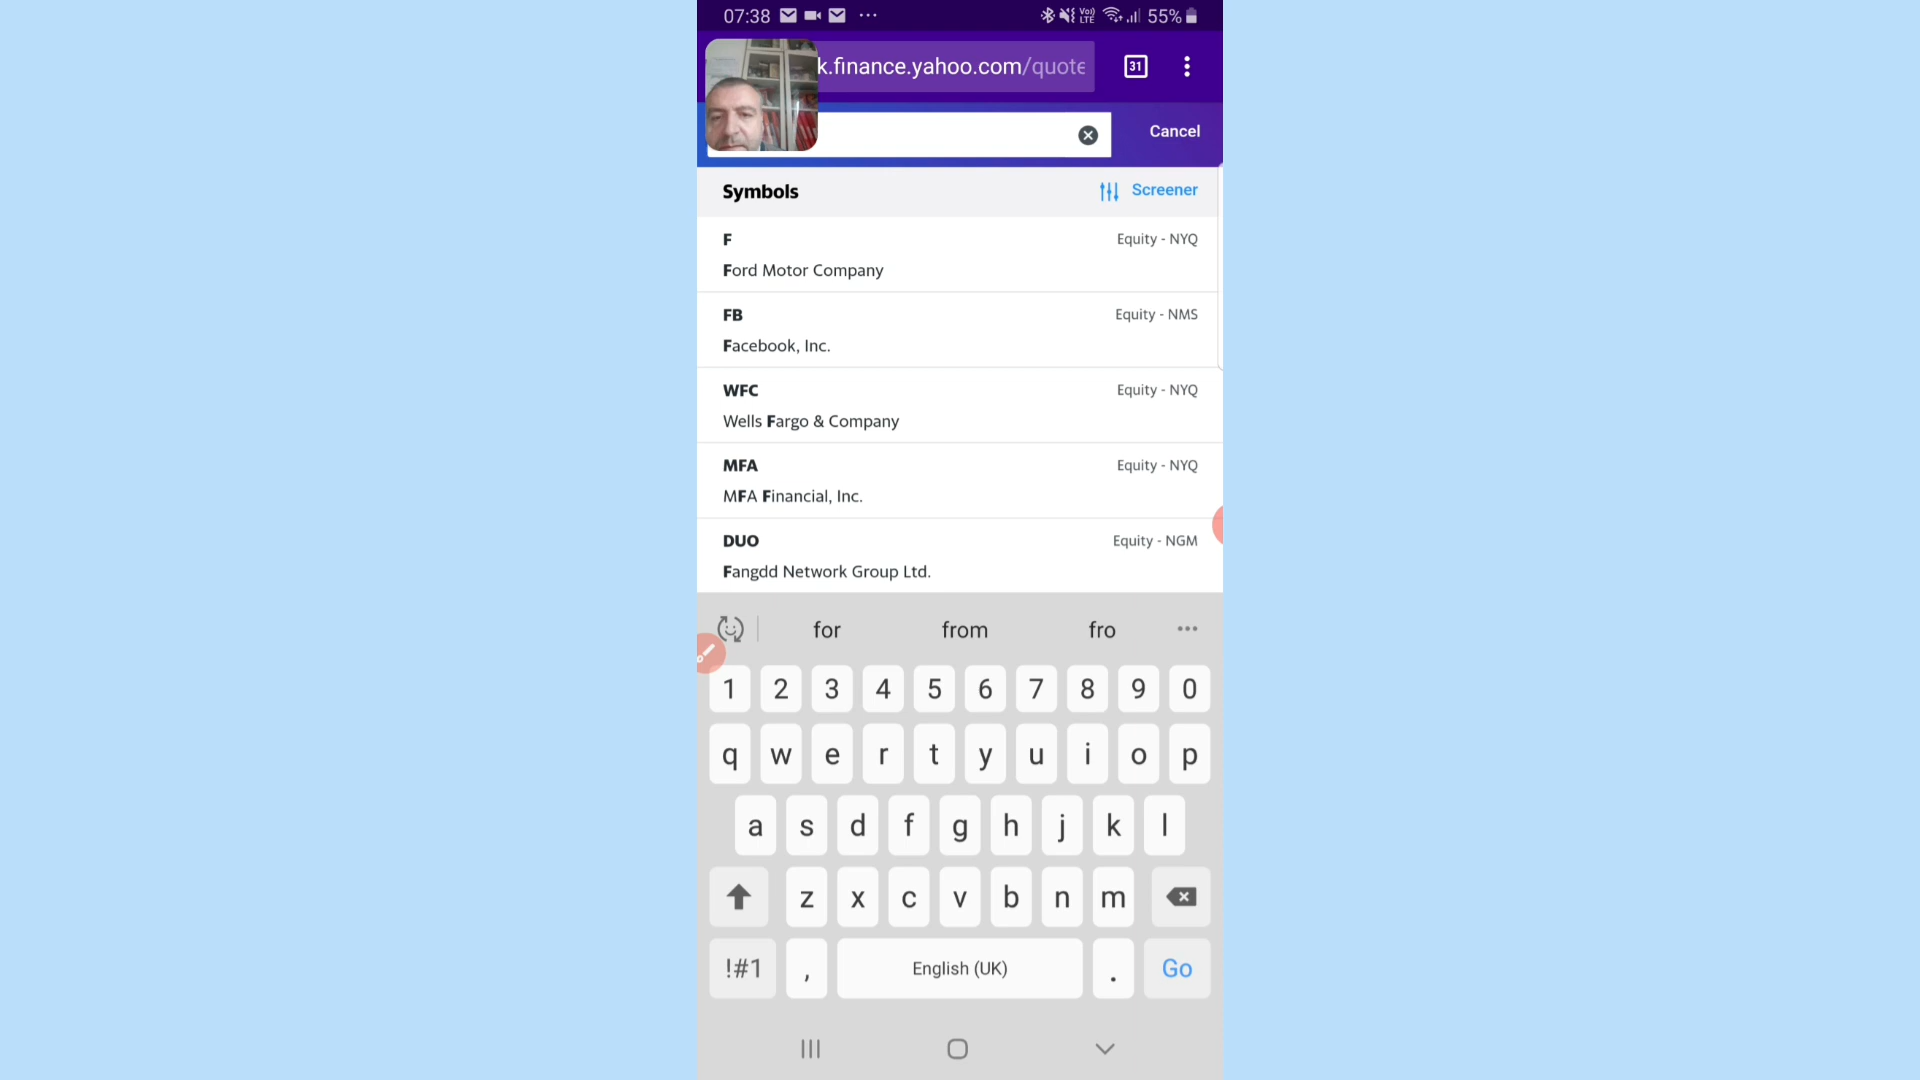 07:38 ... Vo) LTE 55%
k.finance.yahoo.com/quote 31
Cancel
Symbols Screener
F Equity - NYQ
Ford Motor Company
FB Equity - NMS
Facebook, Inc.
WFC Equity - NYQ
Wells Fargo & Company
MFA Equity - NYQ
MFA Financial, Inc.
DUO Equity - NGM
Fangdd Network Group Ltd.
for from fro ...
1 2 3 4 5 6 7 8 9 0
q w e r t y u i o p
a s d f g h j k l
z x c v b n m
!#1 , English (UK) . Go